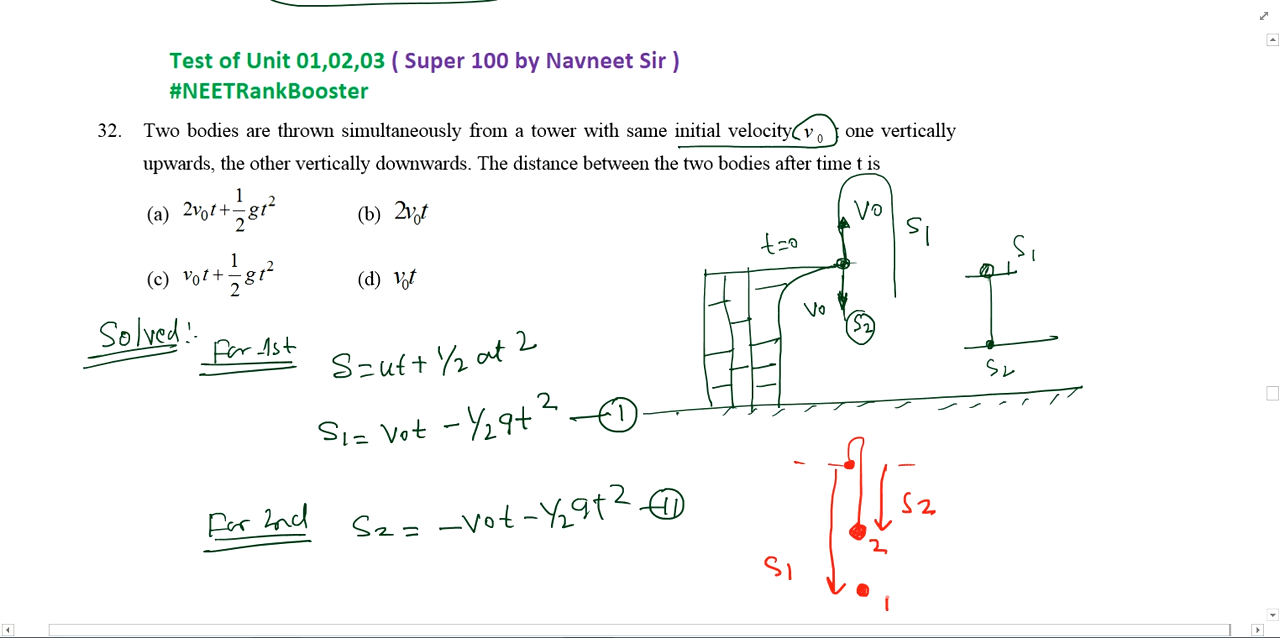 Test of Unit 01,02,03 ( Super 100 by Navneet Sir )
#NEETRankBooster
32. Two bodies are thrown simultaneously from a tower with same initial velocity v₀ : one vertically
upwards, the other vertically downwards. The distance between the two bodies after time t is
(a) 2v₀t + 1/2 gt² (b) 2v₀t
(c) v₀t + 1/2 gt² (d) v₀t
t=0
V0
S1
V0
S2
S1
S2
Solved :-
For 1st
S = ut + 1/2 at 2
S1 = V0t - 1/2 gt 2 - 1
For 2nd
S2 = -V0t - 1/2 gt 2 - 11
S2
2
S1
1